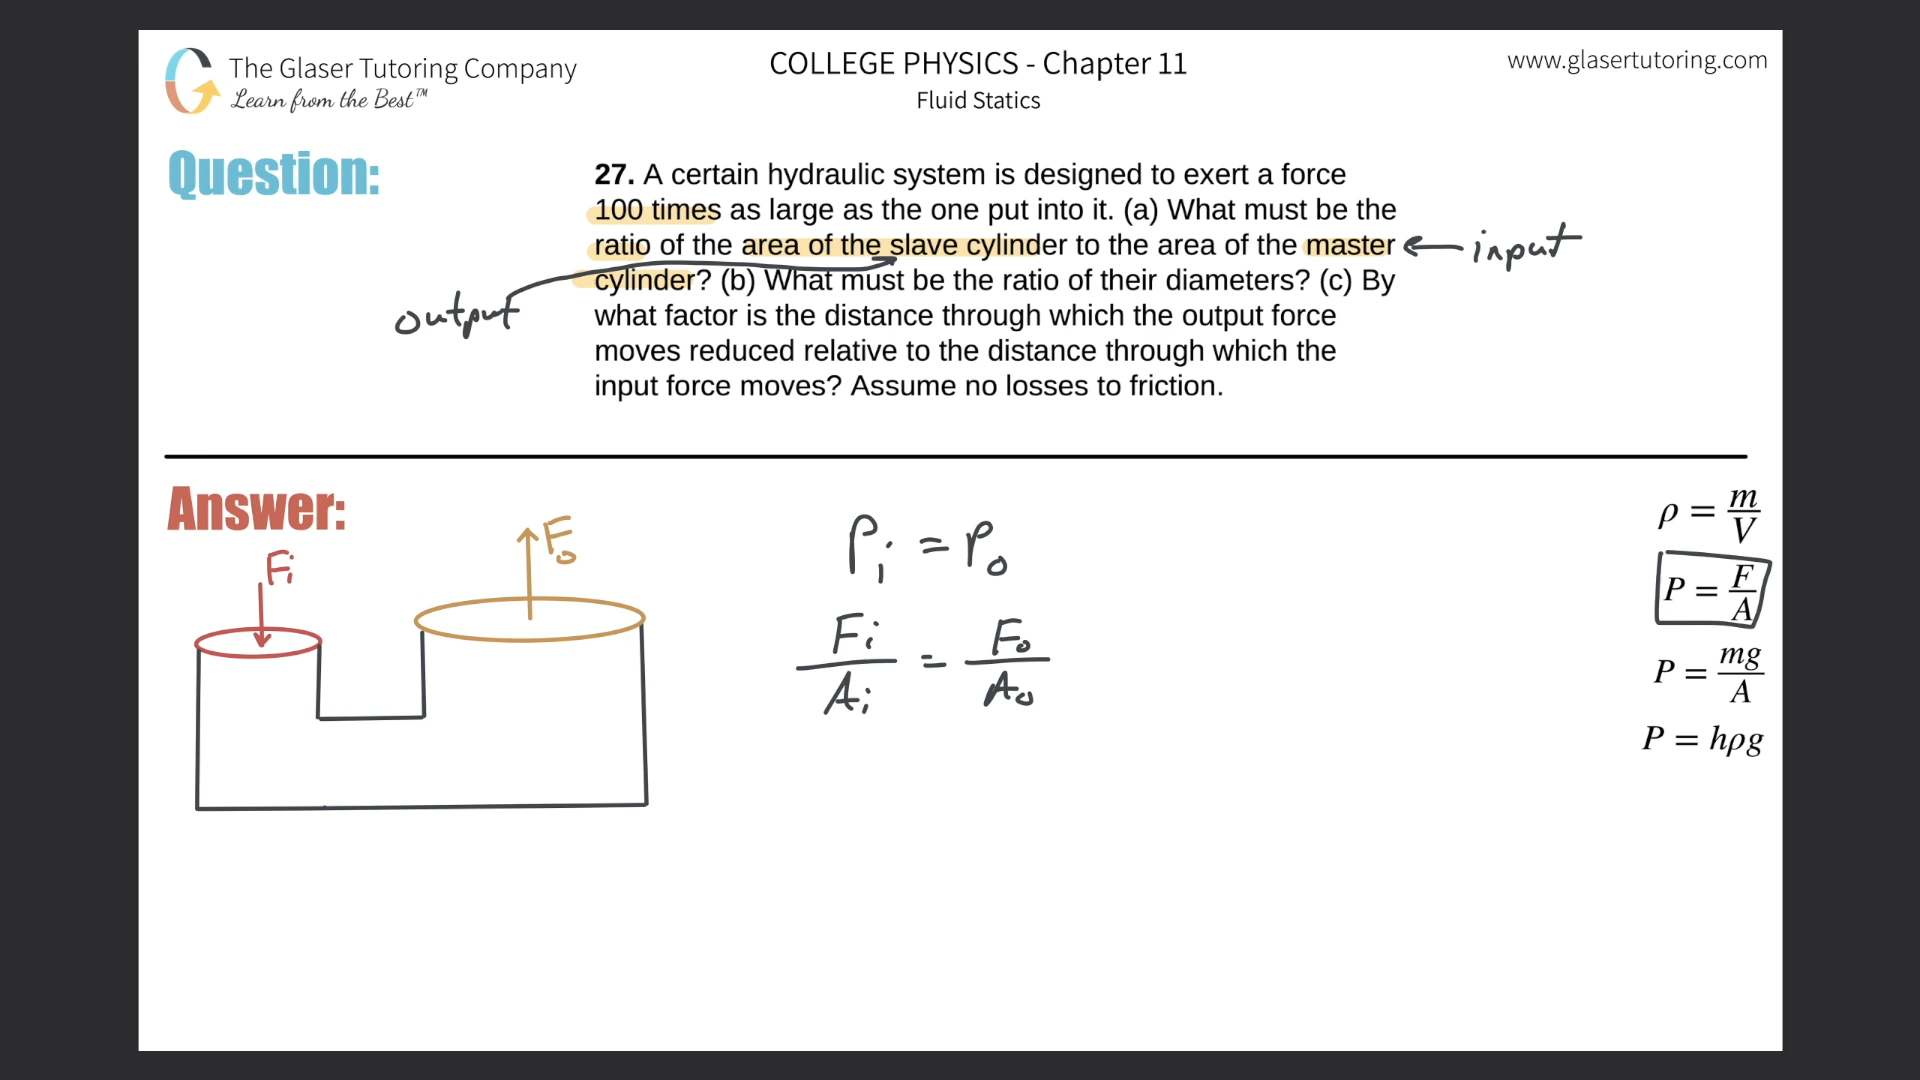 The Glaser Tutoring Company
Learn from the Best™
COLLEGE PHYSICS - Chapter 11
Fluid Statics
www.glasertutoring.com
Question:
27. A certain hydraulic system is designed to exert a force
100 times as large as the one put into it. (a) What must be the
ratio of the area of the slave cylinder to the area of the master
cylinder? (b) What must be the ratio of their diameters? (c) By
what factor is the distance through which the output force
moves reduced relative to the distance through which the
input force moves? Assume no losses to friction.
input
output
Answer:
Fi
Fo
Pi = Po
Fi/Ai = Fo/Ao
ρ = m/V
P = F/A
P = mg/A
P = hρg